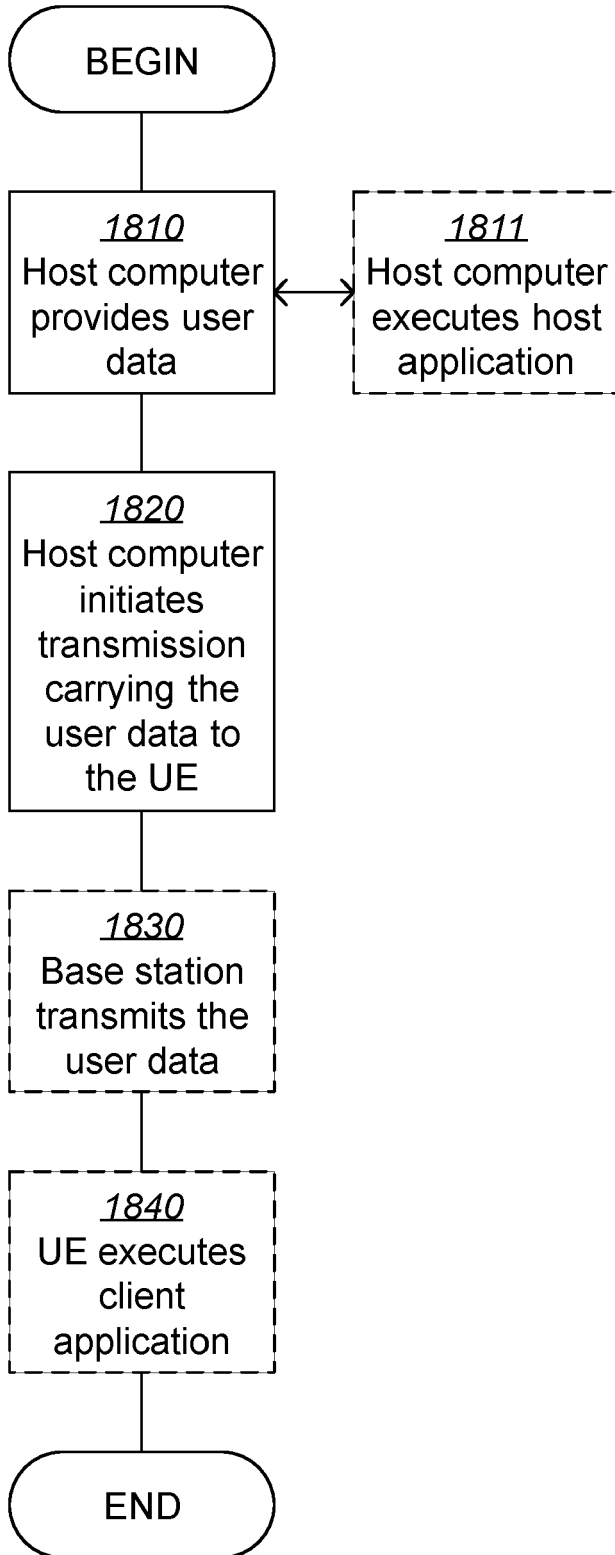 BEGIN
1810
Host computer
provides user
data
1811
Host computer
executes host
application
1820
Host computer
initiates
transmission
carrying the
user data to
the UE
1830
Base station
transmits the
user data
1840
UE executes
client
application
END